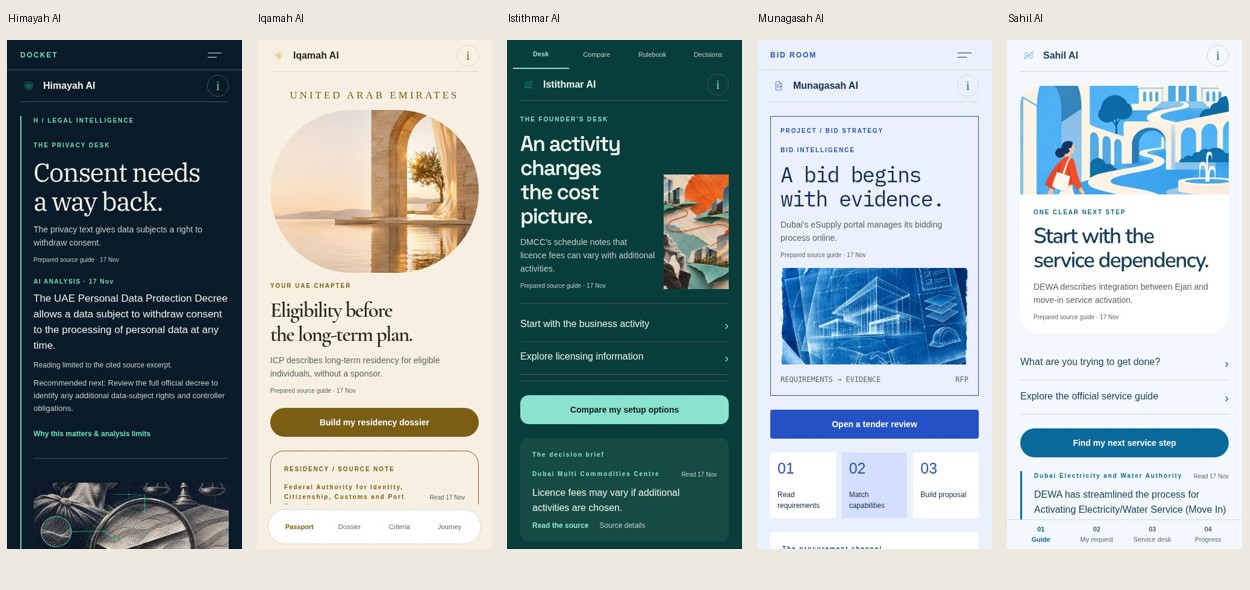 Himayah AI
DOCKET
Himayah AI
i
H / LEGAL INTELLIGENCE
THE PRIVACY DESK
Consent needs
a way back.
The privacy text gives data subjects a right to
withdraw consent.
Prepared source guide · 17 Nov
AI ANALYSIS · 17 Nov
The UAE Personal Data Protection Decree
allows a data subject to withdraw consent
to the processing of personal data at any
time.
Reading limited to the cited source excerpt.
Recommended next: Review the full official decree to
identify any additional data-subject rights and controller
obligations.
Why this matters & analysis limits
Iqamah AI
Iqamah AI
i
UNITED ARAB EMIRATES
YOUR UAE CHAPTER
Eligibility before
the long-term plan.
ICP describes long-term residency for eligible
individuals, without a sponsor.
Prepared source guide · 17 Nov
Build my residency dossier
RESIDENCY / SOURCE NOTE
Federal Authority for Identity,
Citizenship, Customs and Port
Read 17 Nov
Passport Dossier Criteria Journey
Istithmar AI
Desk Compare Rulebook Decisions
Istithmar AI
i
THE FOUNDER'S DESK
An activity
changes
the cost
picture.
DMCC's schedule notes that
licence fees can vary with additional
activities.
Prepared source guide · 17 Nov
Start with the business activity ›
Explore licensing information ›
Compare my setup options
The decision brief
Dubai Multi Commodities Centre Read 17 Nov
Licence fees may vary if additional
activities are chosen.
Read the source Source details
Munagasah AI
BID ROOM
Munagasah AI
i
PROJECT / BID STRATEGY
BID INTELLIGENCE
A bid begins
with evidence.
Dubai's eSupply portal manages its bidding
process online.
Prepared source guide · 17 Nov
REQUIREMENTS → EVIDENCE RFP
Open a tender review
01 02 03
Read
requirements
Match
capabilities
Build proposal
The procurement channel
Sahil AI
Sahil AI
i
ONE CLEAR NEXT STEP
Start with the
service dependency.
DEWA describes integration between Ejari and
move-in service activation.
Prepared source guide · 17 Nov
What are you trying to get done? ›
Explore the official service guide ›
Find my next service step
Dubai Electricity and Water Authority Read 17 Nov
DEWA has streamlined the process for
Activating Electricity/Water Service (Move In)
01 02 03 04
Guide My request Service desk Progress